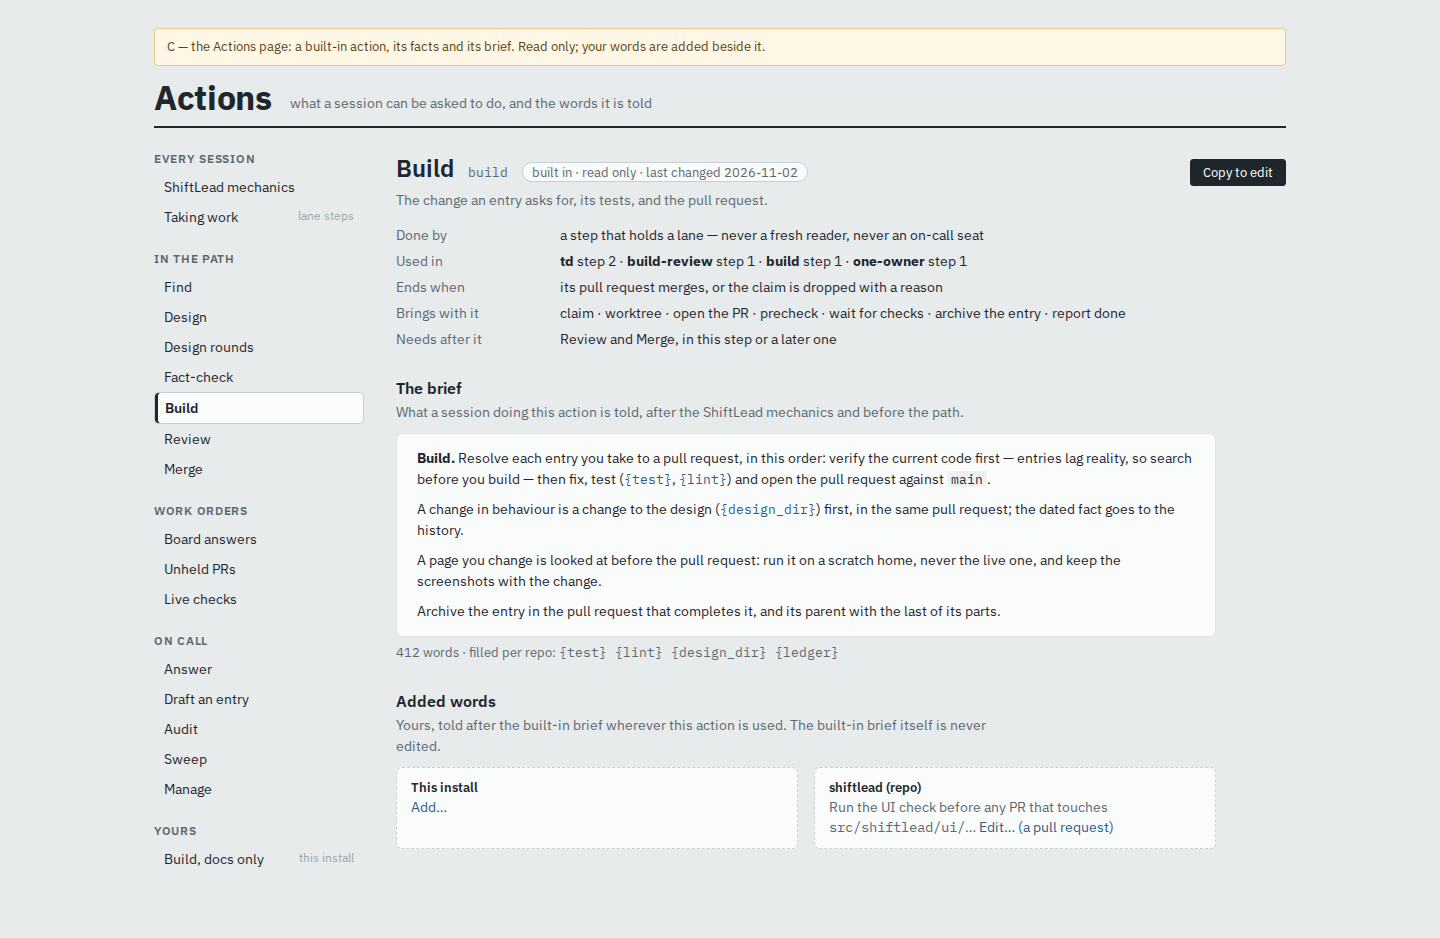 C — the Actions page: a built-in action, its facts and its brief. Read only; your words are added beside it.
Actions what a session can be asked to do, and the words it is told
EVERY SESSION
ShiftLead mechanics
Taking work lane steps
IN THE PATH
Find
Design
Design rounds
Fact-check
Build
Review
Merge
WORK ORDERS
Board answers
Unheld PRs
Live checks
ON CALL
Answer
Draft an entry
Audit
Sweep
Manage
YOURS
Build, docs only this install
Build build built in · read only · last changed 2026-11-02 Copy to edit
The change an entry asks for, its tests, and the pull request.
Done by a step that holds a lane — never a fresh reader, never an on-call seat
Used in td step 2 · build-review step 1 · build step 1 · one-owner step 1
Ends when its pull request merges, or the claim is dropped with a reason
Brings with it claim · worktree · open the PR · precheck · wait for checks · archive the entry · report done
Needs after it Review and Merge, in this step or a later one
The brief
What a session doing this action is told, after the ShiftLead mechanics and before the path.
Build. Resolve each entry you take to a pull request, in this order: verify the current code first — entries lag reality, so search
before you build — then fix, test ({test}, {lint}) and open the pull request against main.
A change in behaviour is a change to the design ({design_dir}) first, in the same pull request; the dated fact goes to the
history.
A page you change is looked at before the pull request: run it on a scratch home, never the live one, and keep the
screenshots with the change.
Archive the entry in the pull request that completes it, and its parent with the last of its parts.
412 words · filled per repo: {test} {lint} {design_dir} {ledger}
Added words
Yours, told after the built-in brief wherever this action is used. The built-in brief itself is never
edited.
This install
Add…
shiftlead (repo)
Run the UI check before any PR that touches
src/shiftlead/ui/… Edit… (a pull request)